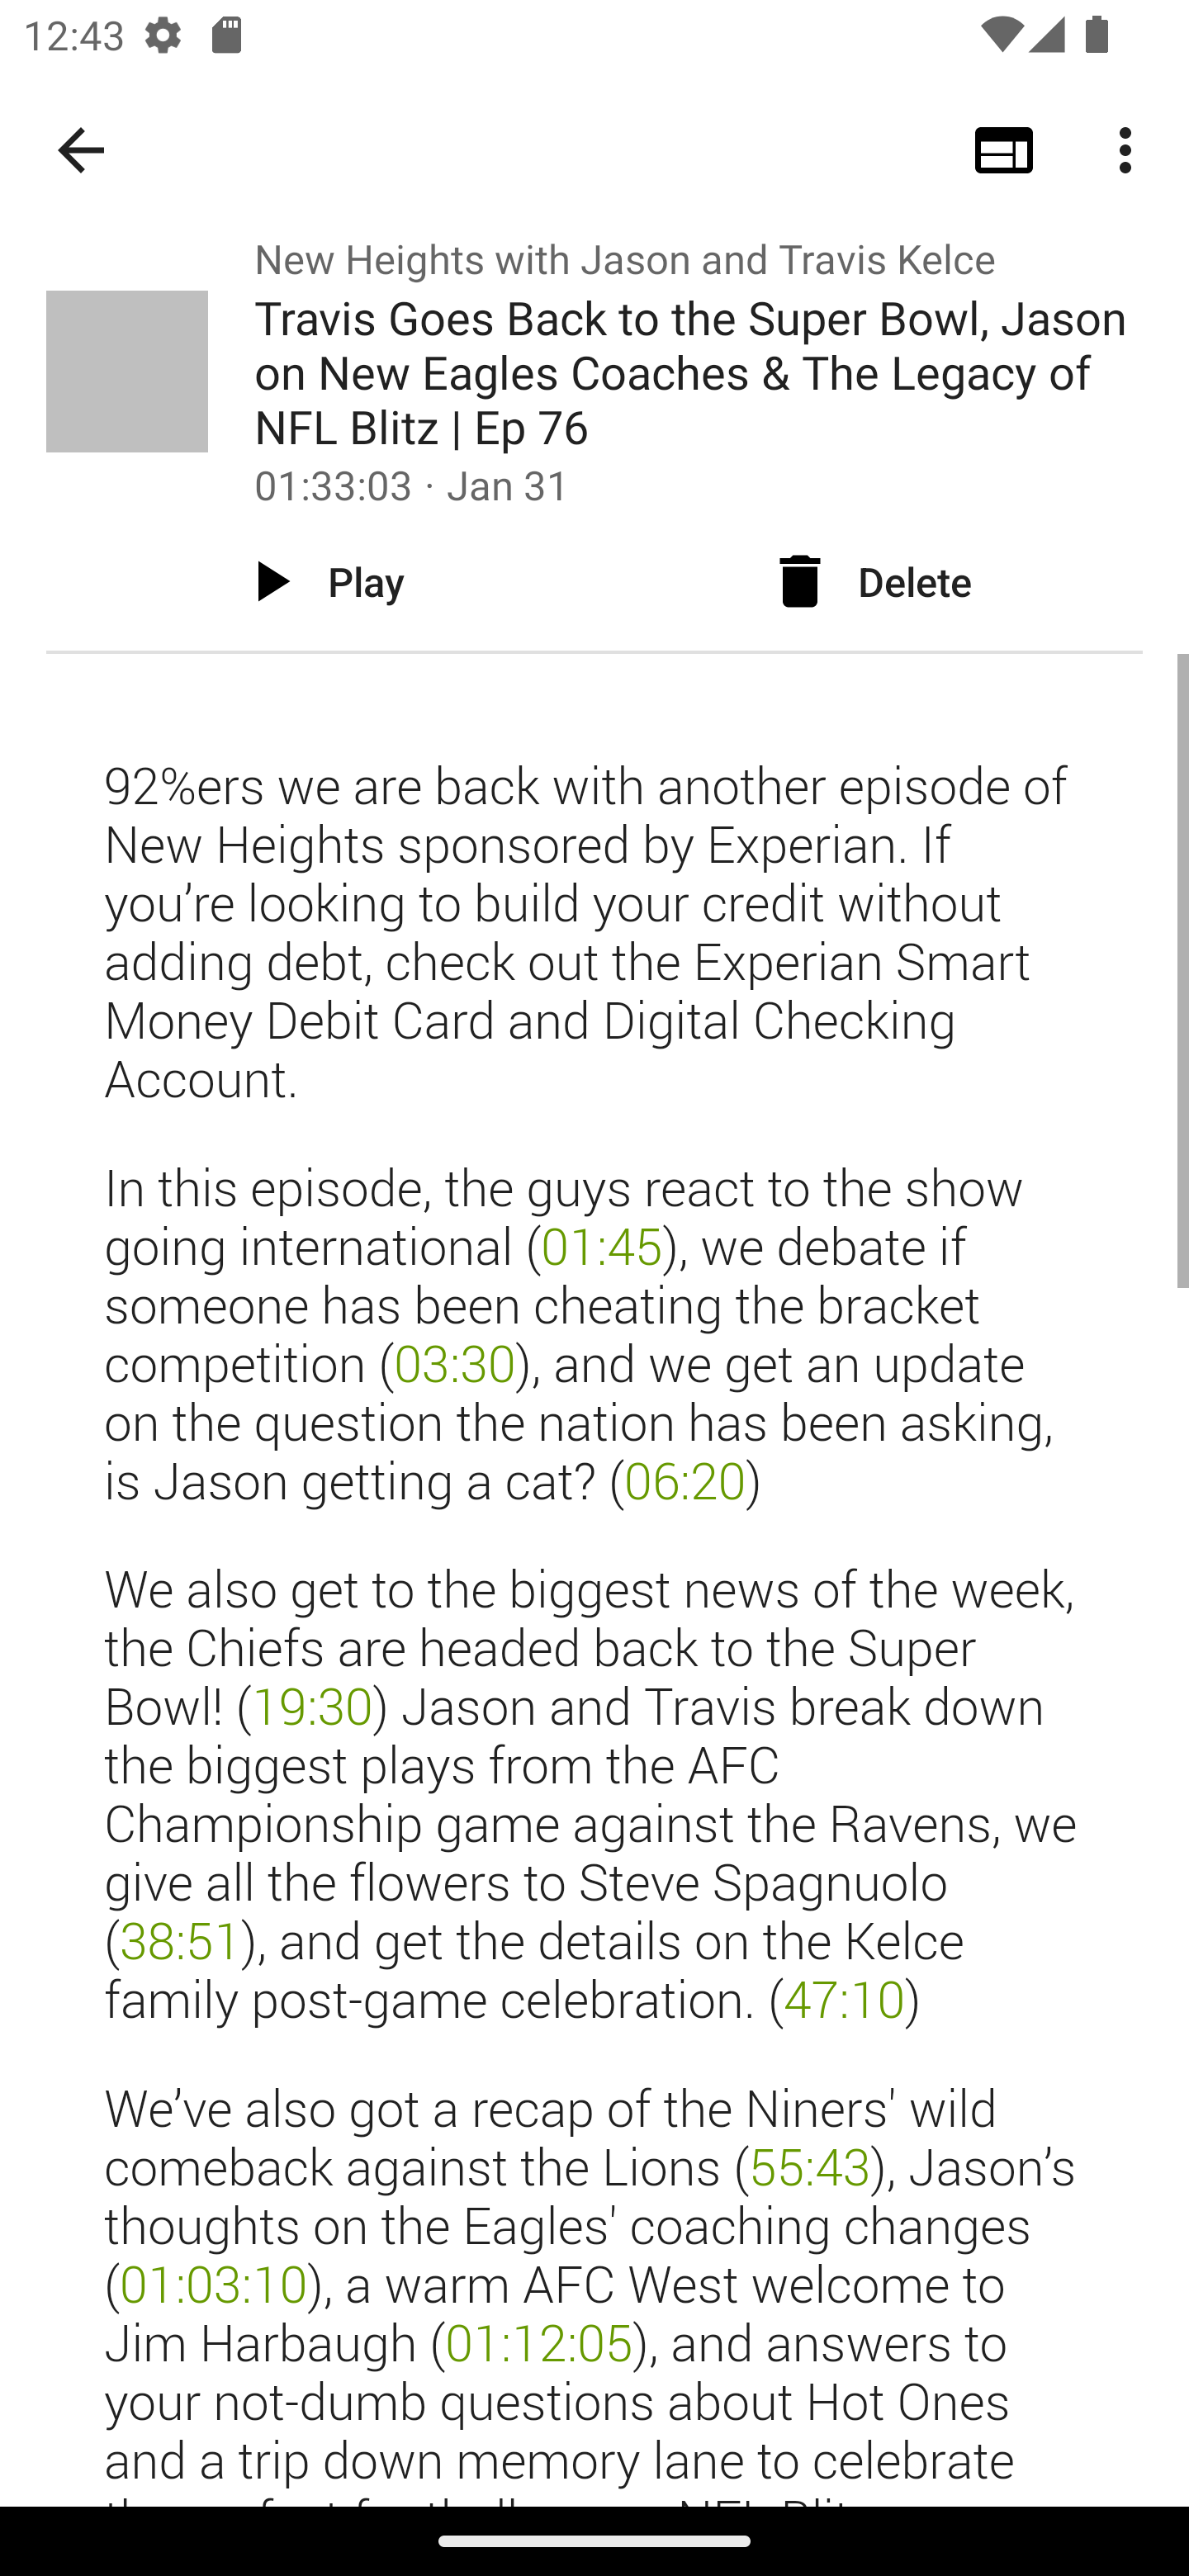 12:43
New Heights with Jason and Travis Kelce
Travis Goes Back to the Super Bowl, Jason
on New Eagles Coaches & The Legacy of
NFL Blitz | Ep 76
01:33:03 · Jan 31
Play
Delete
92%ers we are back with another episode of
New Heights sponsored by Experian. If
you’re looking to build your credit without
adding debt, check out the Experian Smart
Money Debit Card and Digital Checking
Account.
In this episode, the guys react to the show
going international (01:45), we debate if
someone has been cheating the bracket
competition (03:30), and we get an update
on the question the nation has been asking,
is Jason getting a cat? (06:20)
We also get to the biggest news of the week,
the Chiefs are headed back to the Super
Bowl! (19:30) Jason and Travis break down
the biggest plays from the AFC
Championship game against the Ravens, we
give all the flowers to Steve Spagnuolo
(38:51), and get the details on the Kelce
family post-game celebration. (47:10)
We’ve also got a recap of the Niners' wild
comeback against the Lions (55:43), Jason’s
thoughts on the Eagles' coaching changes
(01:03:10), a warm AFC West welcome to
Jim Harbaugh (01:12:05), and answers to
your not-dumb questions about Hot Ones
and a trip down memory lane to celebrate